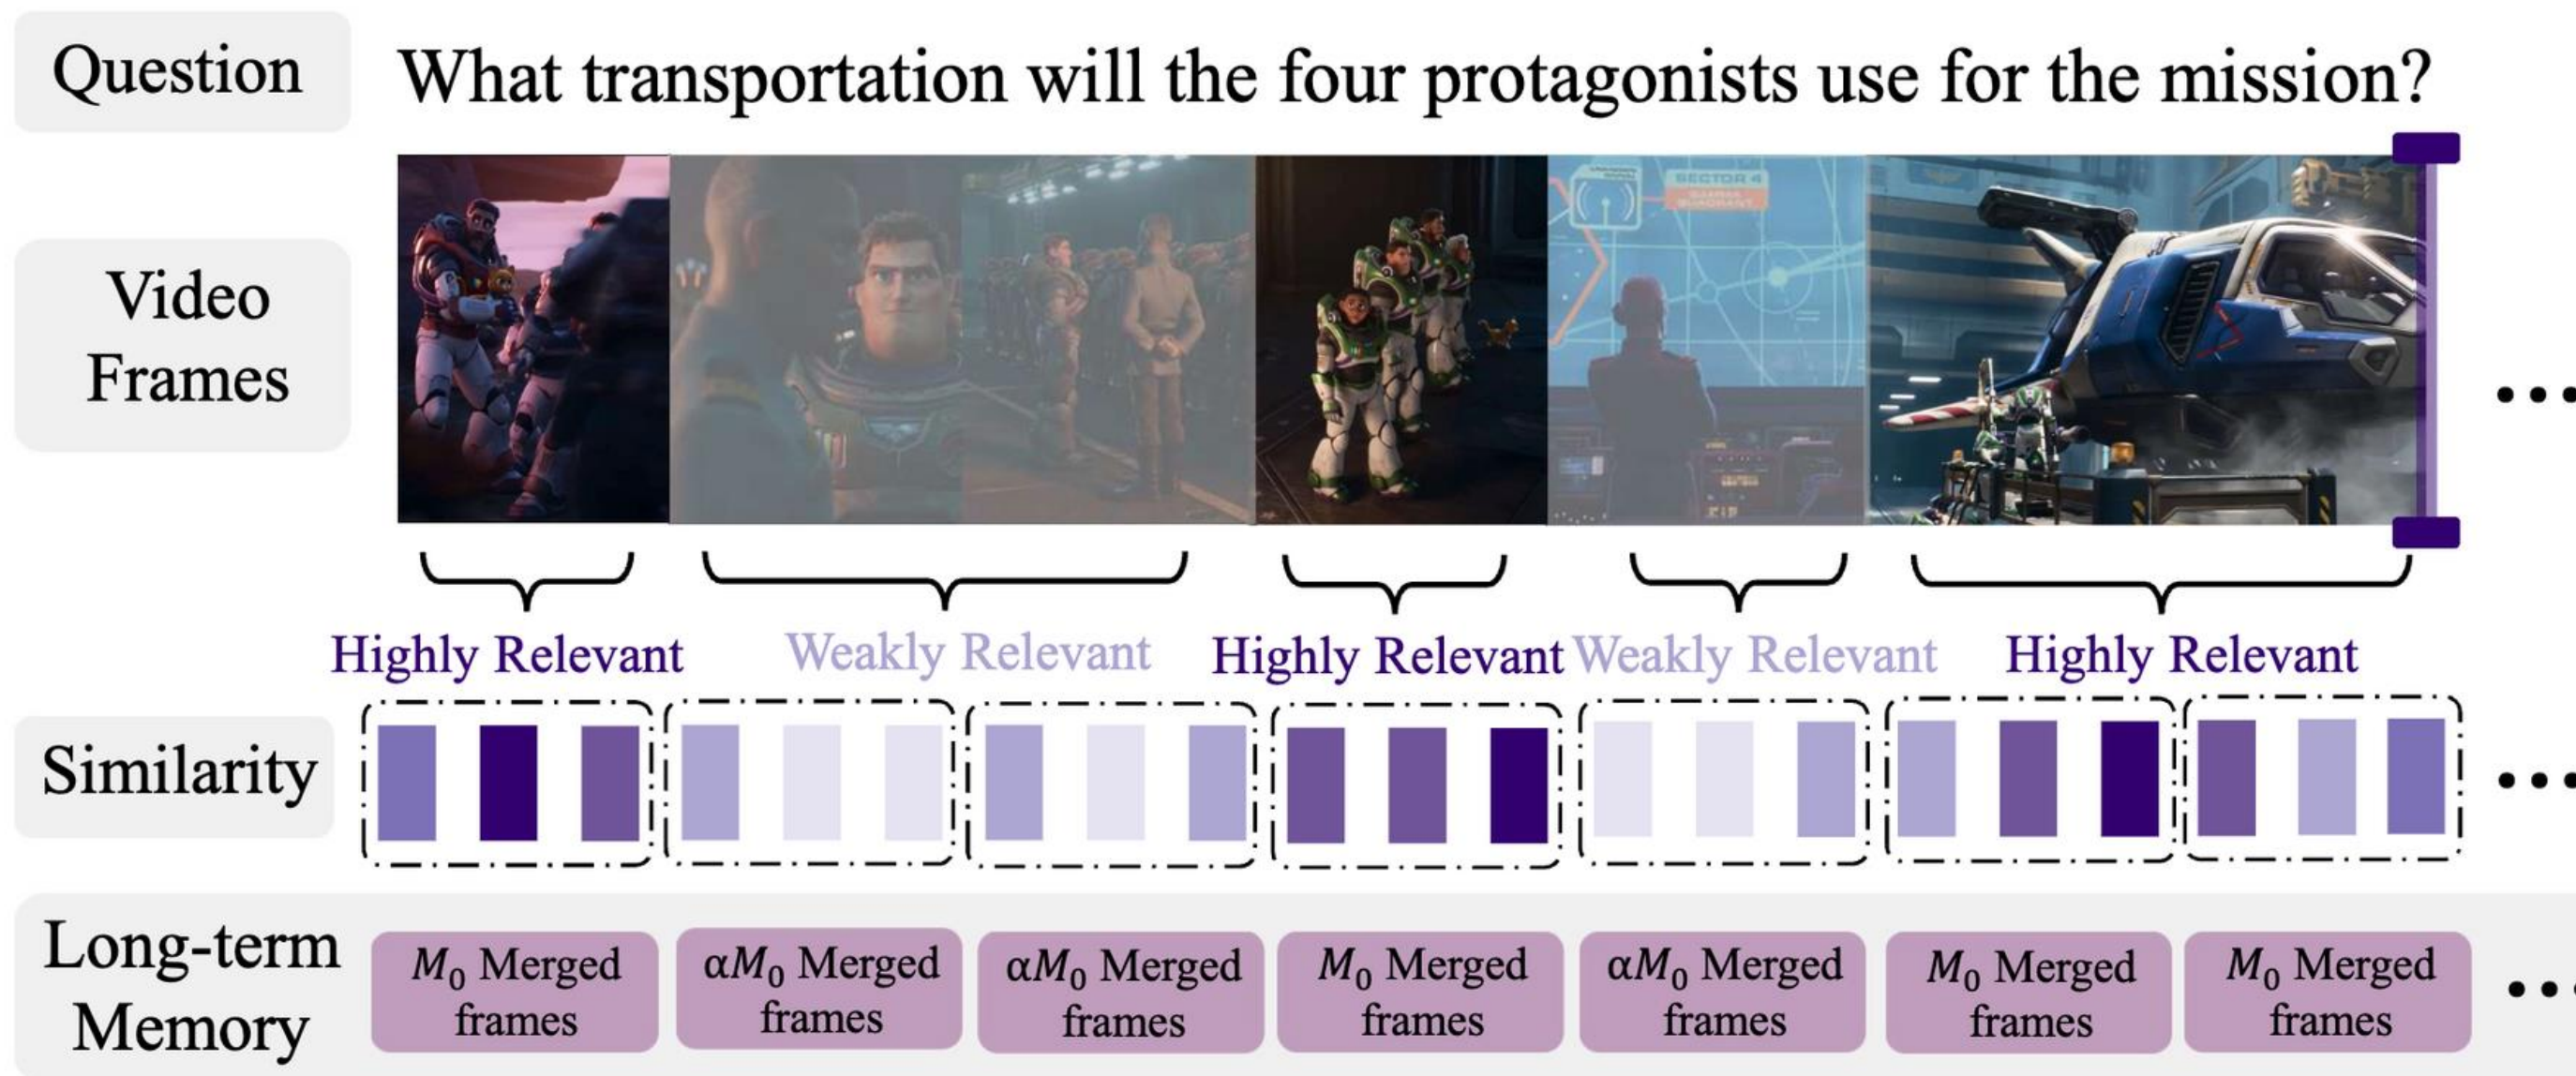 Question
What transportation will the four protagonists use for the mission?
Video
Frames
SECTOR 4
GAMMA
QUADRANT
Highly Relevant
Weakly Relevant
Highly Relevant
Weakly Relevant
Highly Relevant
Similarity
Long-term
Memory
M₀ Merged
frames
αM₀ Merged
frames
αM₀ Merged
frames
M₀ Merged
frames
αM₀ Merged
frames
M₀ Merged
frames
M₀ Merged
frames